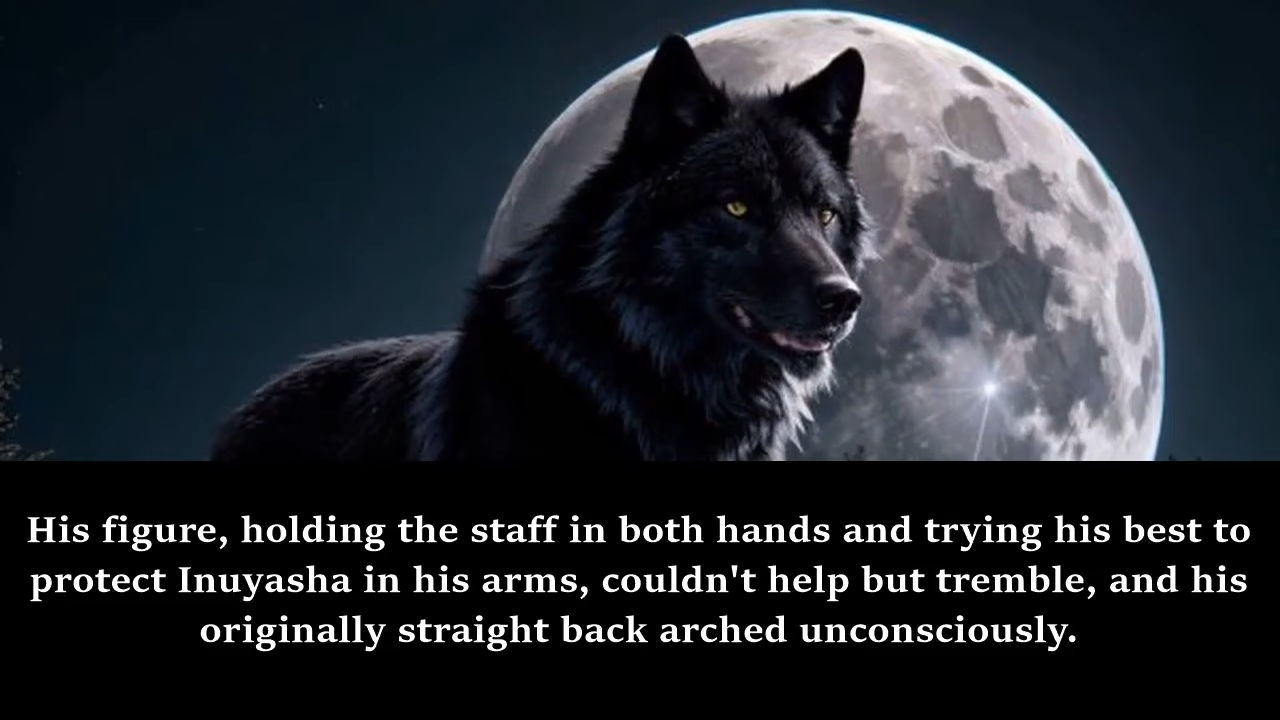 His figure, holding the staff in both hands and trying his best to
protect Inuyasha in his arms, couldn't help but tremble, and his
originally straight back arched unconsciously.